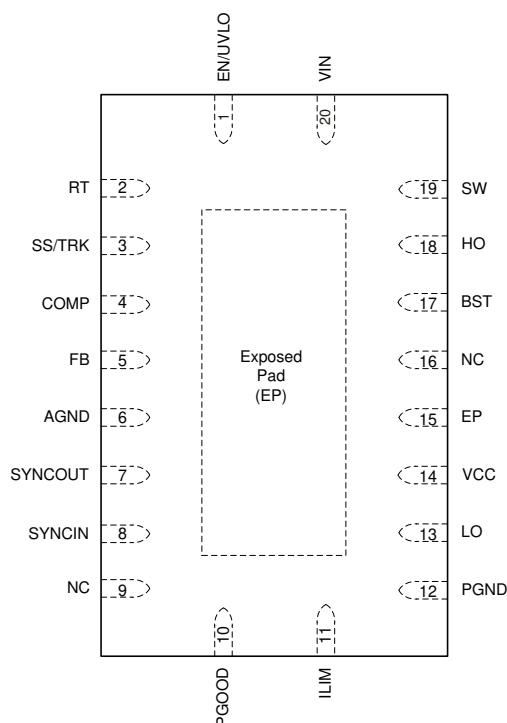 EN/UVLO
VIN
1
20
RT 2
19 SW
SS/TRK 3
18 HO
COMP 4
17 BST
FB 5
16 NC
Exposed
Pad
(EP)
AGND 6
15 EP
SYNCOUT 7
14 VCC
SYNCIN 8
13 LO
NC 9
12 PGND
10
11
PGOOD
ILIM